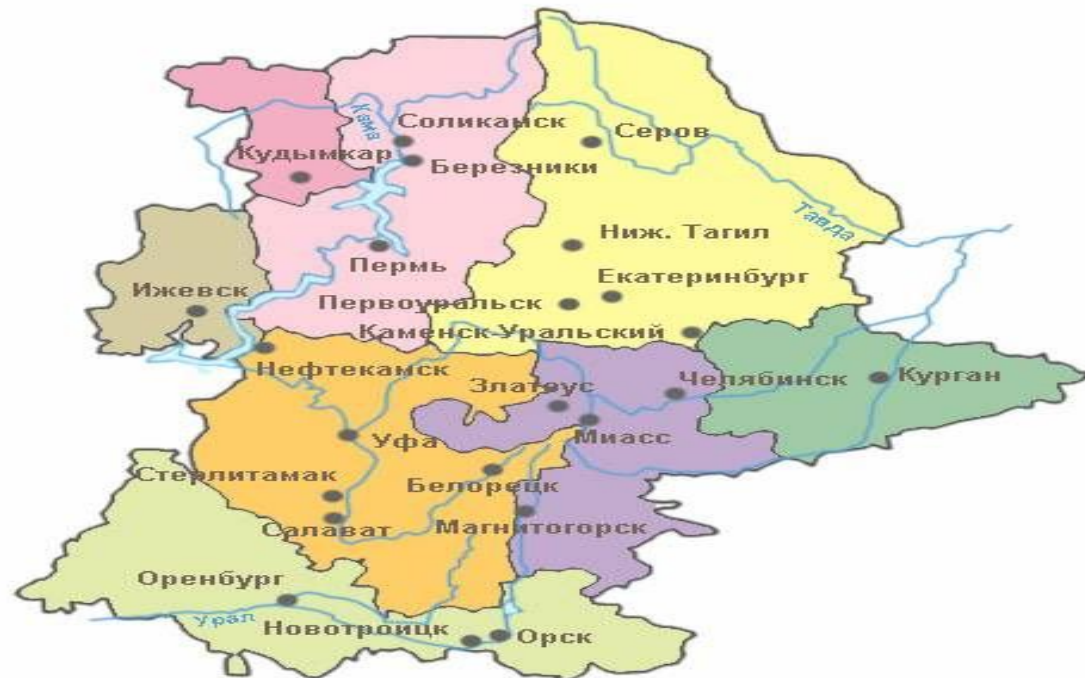 Кама
Соликамск
Серов
Кудымкар
Березники
Тавда
Ниж. Тагил
Пермь
Екатеринбург
Ижевск
Первоуральск
Каменск-Уральский
Нефтекамск
Златоус
Челябинск
Курган
Уфа
Миасс
Стерлитамак
Белорецк
Салават
Магнитогорск
Оренбург
Урал
Новотроицк
Орск